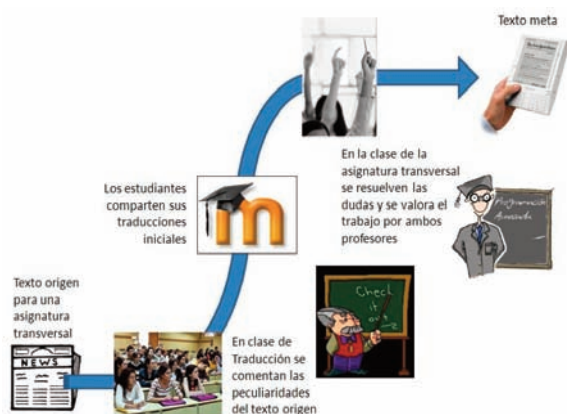 Texto meta
En la clase de la
asignatura transversal
se resuelven las
dudas y se valora el
trabajo por ambos
profesores
Programación
Avanzada
Los estudiantes
comparten sus
traducciones
iniciales
m
Check
it
out
Texto origen
para una
asignatura
transversal
NEWS
En clase de
Traducción se
comentan las
peculiaridades
del texto origen